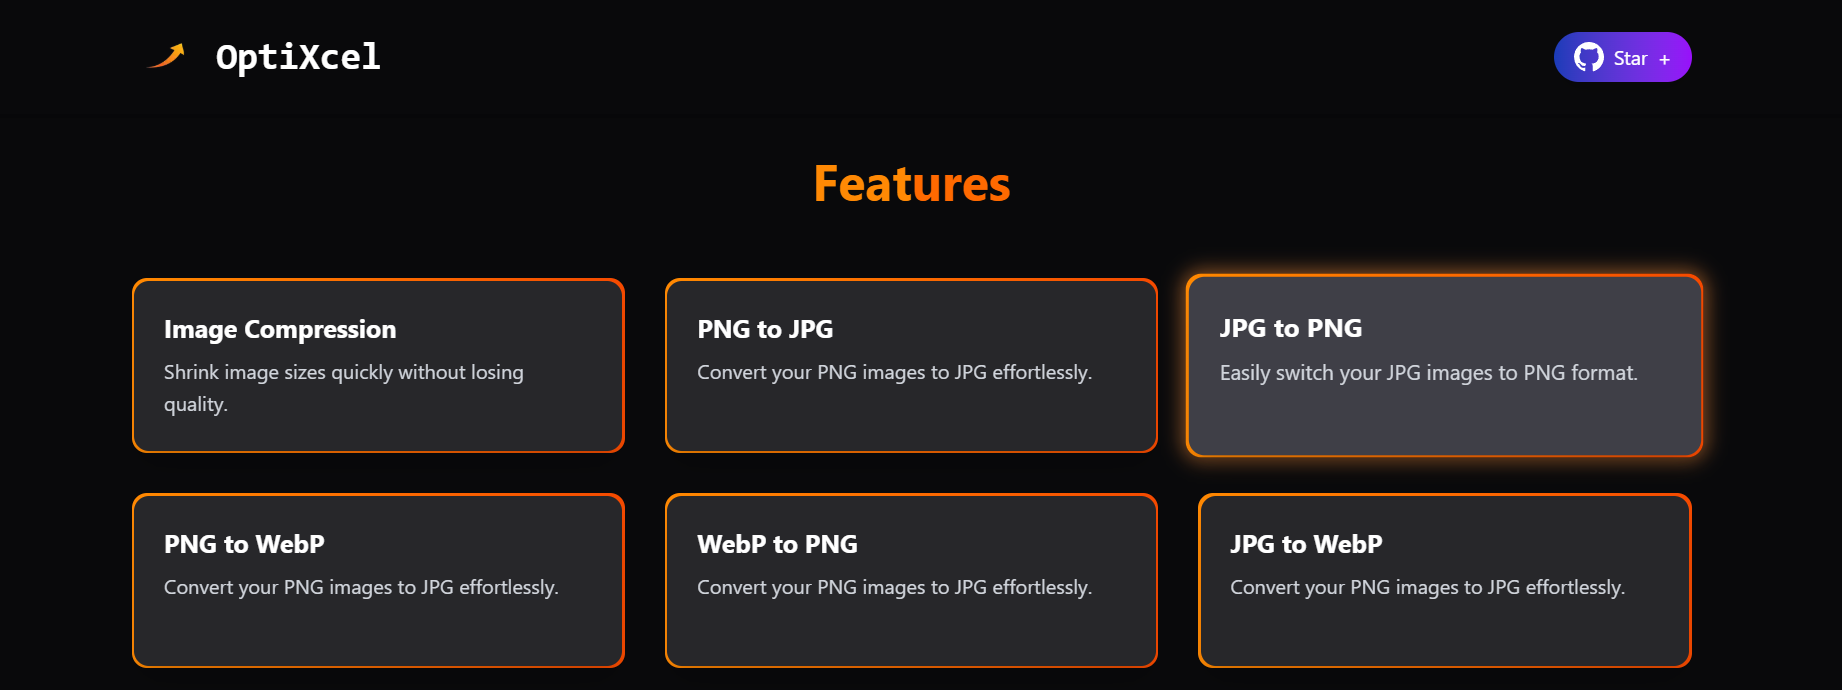 OptiXcel
Star +
Features
Image Compression
Shrink image sizes quickly without losing
quality.
PNG to JPG
Convert your PNG images to JPG effortlessly.
JPG to PNG
Easily switch your JPG images to PNG format.
PNG to WebP
Convert your PNG images to JPG effortlessly.
WebP to PNG
Convert your PNG images to JPG effortlessly.
JPG to WebP
Convert your PNG images to JPG effortlessly.